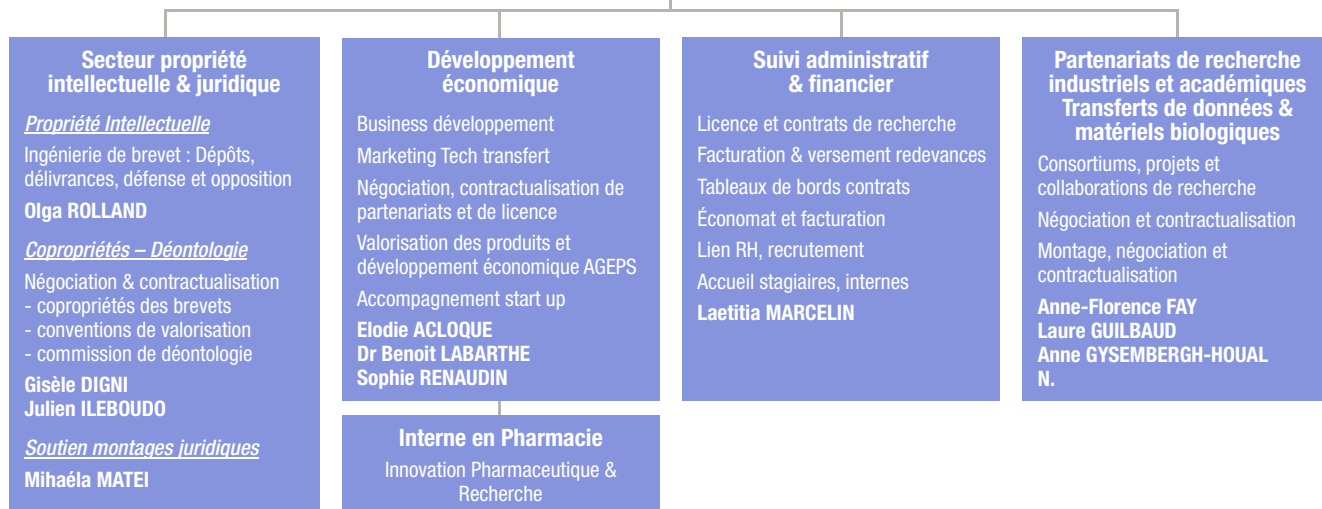 Secteur propriété
intellectuelle & juridique
Propriété Intellectuelle
Ingénierie de brevet : Dépôts,
délivrances, défense et opposition
Olga ROLLAND
Copropriétés – Déontologie
Négociation & contractualisation
- copropriétés des brevets
- conventions de valorisation
- commission de déontologie
Gisèle DIGNI
Julien ILEBOUDO
Soutien montages juridiques
Mihaéla MATEI
Développement
économique
Business développement
Marketing Tech transfert
Négociation, contractualisation de
partenariats et de licence
Valorisation des produits et
développement économique AGEPS
Accompagnement start up
Elodie ACLOQUE
Dr Benoit LABARTHE
Sophie RENAUDIN
Interne en Pharmacie
Innovation Pharmaceutique &
Recherche
Suivi administratif
& financier
Licence et contrats de recherche
Facturation & versement redevances
Tableaux de bords contrats
Économat et facturation
Lien RH, recrutement
Accueil stagiaires, internes
Laetitia MARCELIN
Partenariats de recherche
industriels et académiques
Transferts de données &
matériels biologiques
Consortiums, projets et
collaborations de recherche
Négociation et contractualisation
Montage, négociation et
contractualisation
Anne-Florence FAY
Laure GUILBAUD
Anne GYSEMBERGH-HOUAL
N.